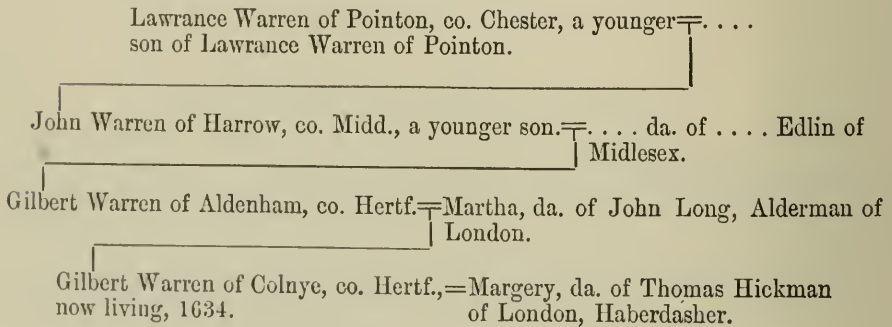 Lawrance Warren of Pointon, co. Chester, a younger=....
son of Lawrance Warren of Pointon.
John Warren of Harrow, co. Midd., a younger son.=.... da. of .... Edlin of
Midlesex.
Gilbert Warren of Aldenham, co. Hertf.=Martha, da. of John Long, Alderman of
London.
Gilbert Warren of Colnye, co. Hertf.,=Margery, da. of Thomas Hickman
now living, 1634. of London, Haberdasher.